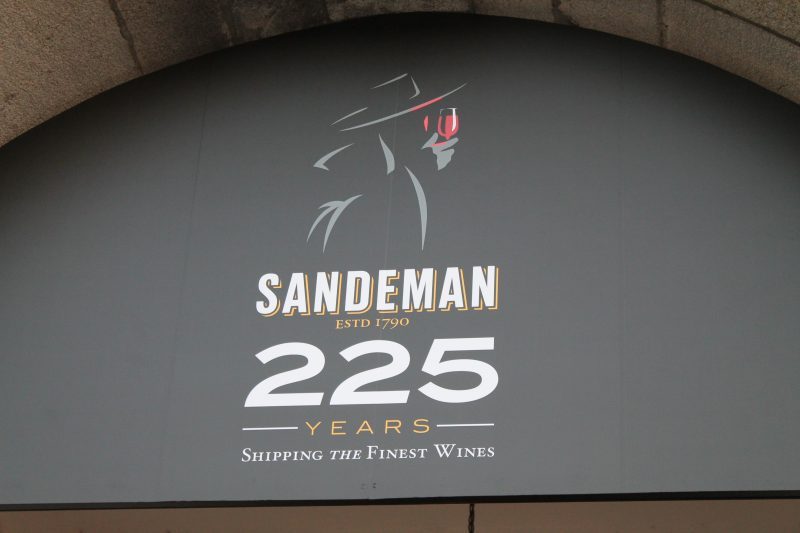 SANDEMAN
ESTD 1790
225
YEARS
SHIPPING THE FINEST WINES